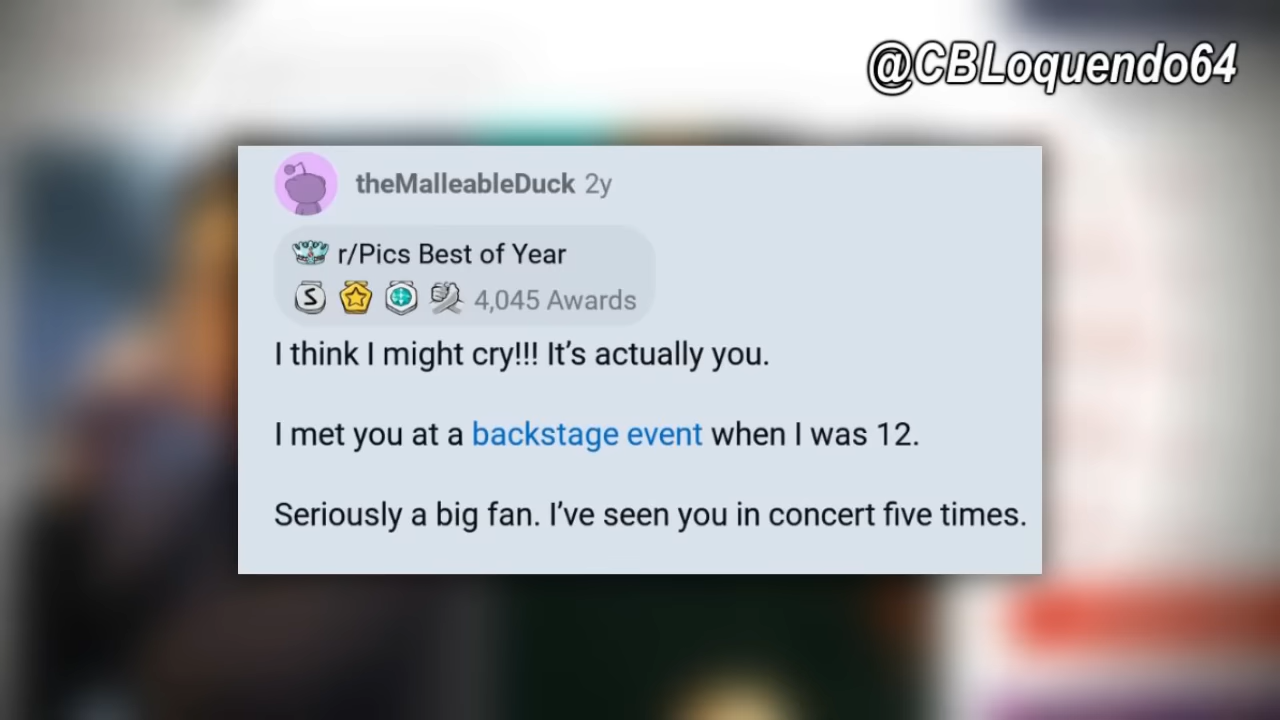 @CBLoquendo64
theMalleableDuck 2y
r/Pics Best of Year
4,045 Awards
I think I might cry!!! It’s actually you.
I met you at a backstage event when I was 12.
Seriously a big fan. I’ve seen you in concert five times.